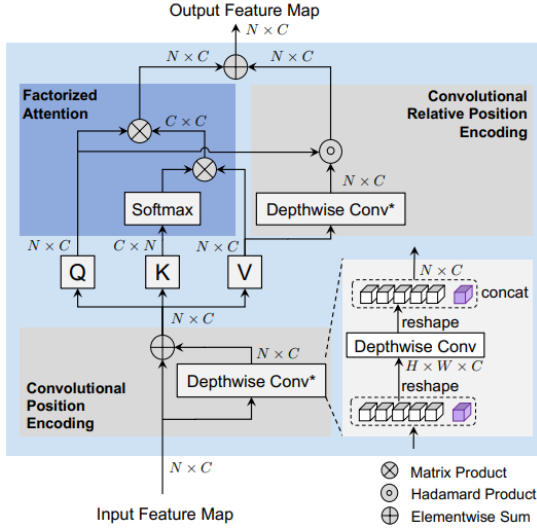 Output Feature Map
N × C
N × C
N × C
Factorized
Attention
C × C
Convolutional
Relative Position
Encoding
N × C
Softmax
Depthwise Conv*
N × C
C × N
N × C
Q
K
V
N × C
N × C
concat
reshape
Depthwise Conv
H × W × C
reshape
N × C
Depthwise Conv*
Convolutional
Position
Encoding
N × C
Input Feature Map
Matrix Product
Hadamard Product
Elementwise Sum